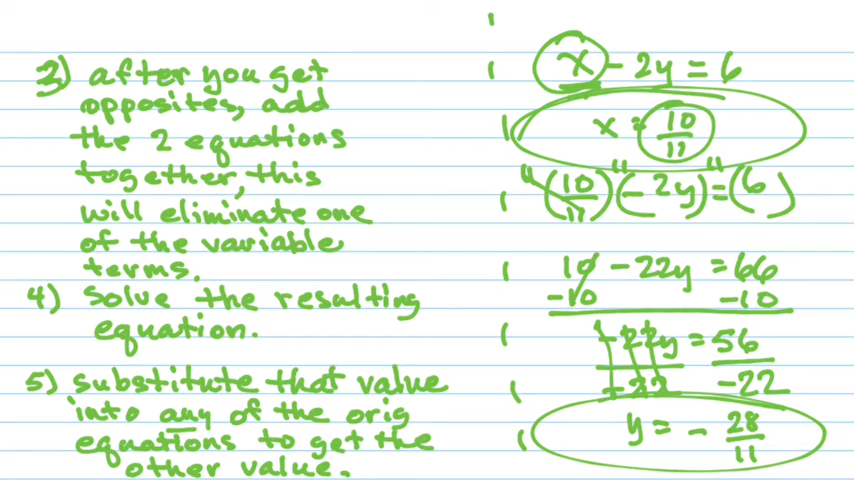 3) after you get
opposites, add
the 2 equations
together, this
will eliminate one
of the variable
terms.
4) Solve the resulting
equation.
5) substitute that value
into any of the orig
equations to get the
other value.
x - 2y = 6
x = 10/11
11(10/11) 11(-2y) = 11(6)
10 - 22y = 66
-10 -10
-22y = 56
-22 -22
y = - 28/11